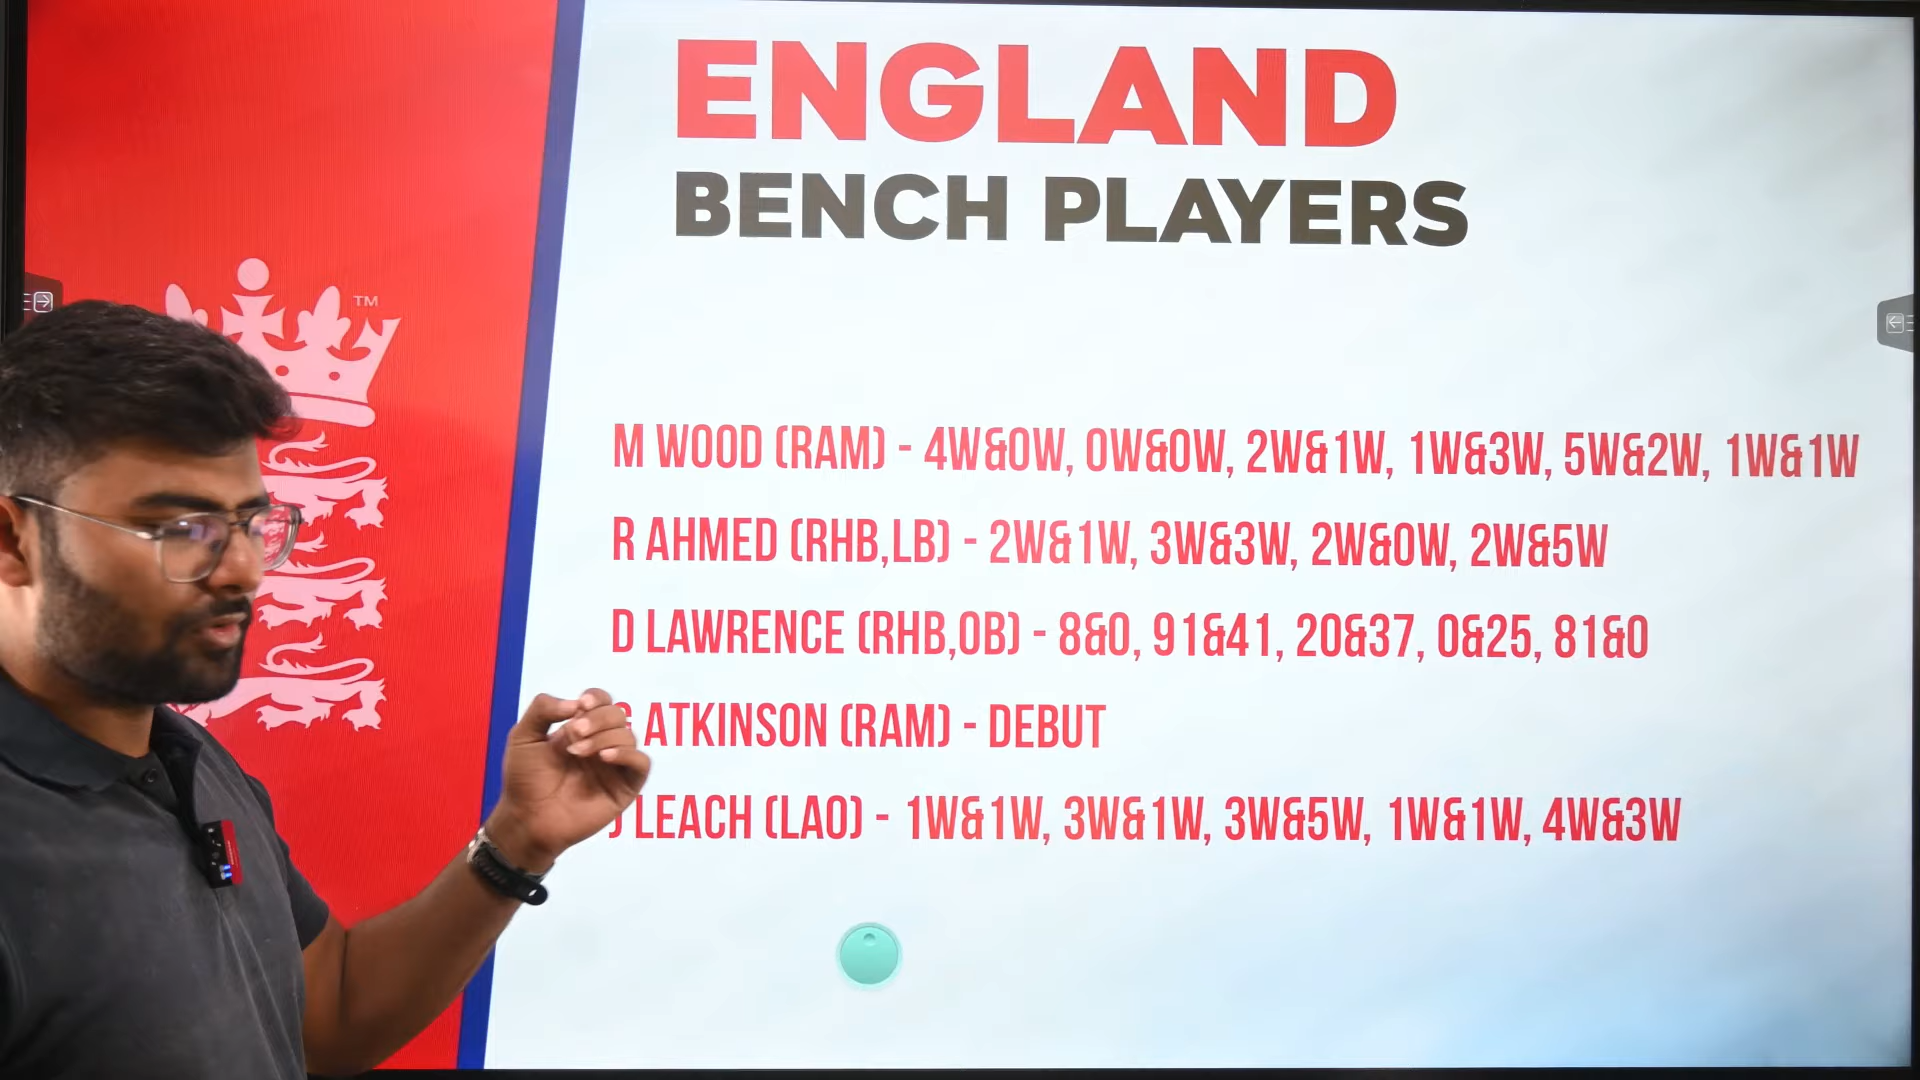 ENGLAND
BENCH PLAYERS
TM
M WOOD (RAM) - 4W&0W, 0W&0W, 2W&1W, 1W&3W, 5W&2W, 1W&1W
R AHMED (RHB,LB) - 2W&1W, 3W&3W, 2W&0W, 2W&5W
D LAWRENCE (RHB,OB) - 8&0, 91&41, 20&37, 0&25, 81&0
G ATKINSON (RAM) - DEBUT
J LEACH (LAO) - 1W&1W, 3W&1W, 3W&5W, 1W&1W, 4W&3W